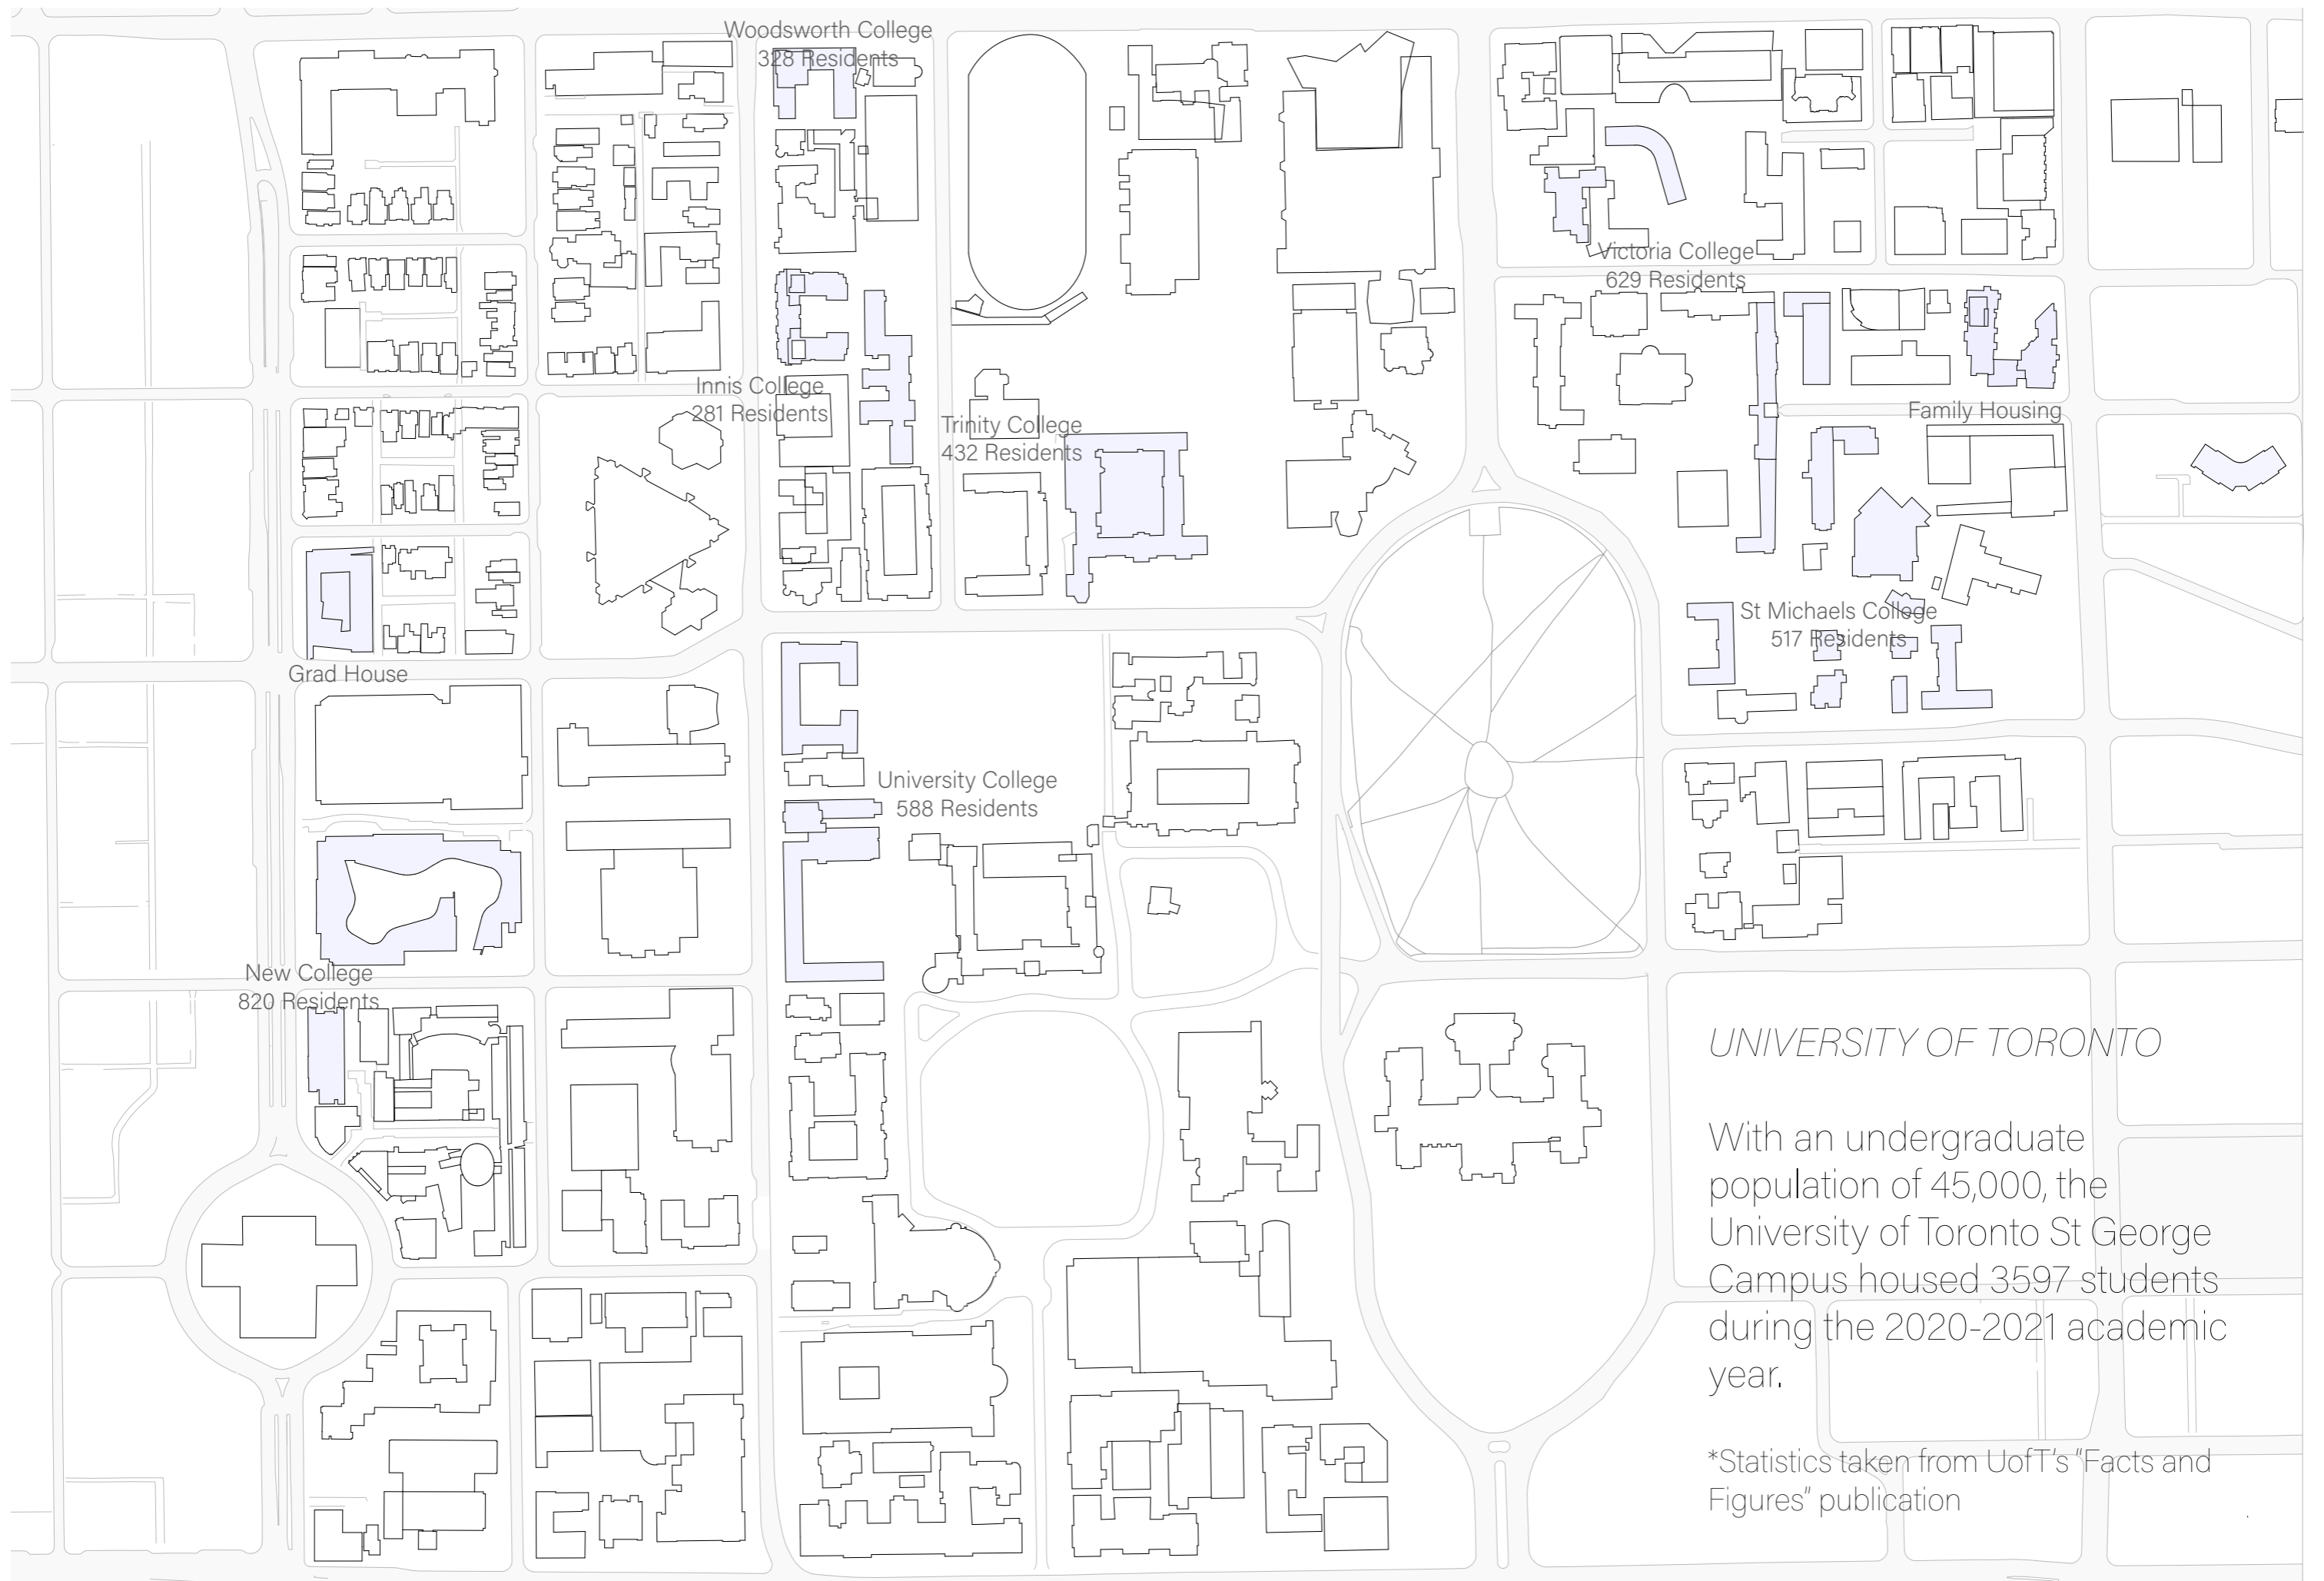 Woodsworth College
328 Residents
Victoria College
629 Residents
Innis College
281 Residents
Trinity College
432 Residents
Family Housing
St Michaels College
517 Residents
Grad House
University College
588 Residents
New College
820 Residents
UNIVERSITY OF TORONTO
With an undergraduate
population of 45,000, the
University of Toronto St George
Campus housed 3597 students
during the 2020-2021 academic
year.
*Statistics taken from UofT's "Facts and
Figures" publication